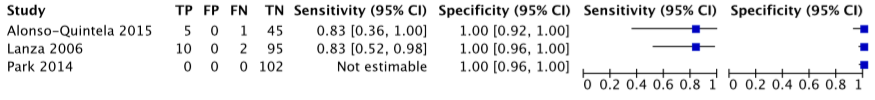 Study TP FP FN TN Sensitivity (95% CI) Specificity (95% CI) Sensitivity (95% CI) Specificity (95% CI)
Alonso-Quintela 2015 5 0 1 45 0.83 [0.36, 1.00] 1.00 [0.92, 1.00]
Lanza 2006 10 0 2 95 0.83 [0.52, 0.98] 1.00 [0.96, 1.00]
Park 2014 0 0 0 102 Not estimable 1.00 [0.96, 1.00]
0 0.2 0.4 0.6 0.8 1 0 0.2 0.4 0.6 0.8 1